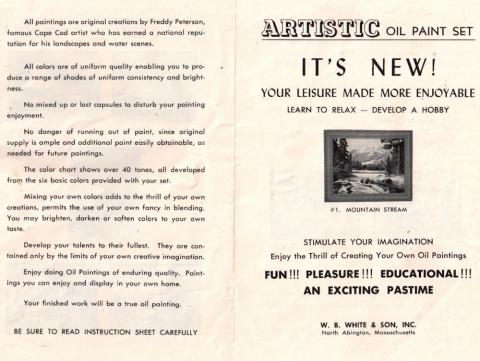 All paintings are original creations by Freddy Peterson,
famous Cape Cod artist who has earned a national repu-
tation for his landscapes and water scenes.
All colors are of uniform quality enabling you to pro-
duce a range of shades of uniform consistency and bright-
ness.
No mixed up or lost capsules to disturb your painting
enjoyment.
No danger of running out of paint, since original
supply is ample and additional paint easily obtainable, as
needed for future paintings.
The color chart shows over 40 tones, all developed
from the six basic colors provided with your set.
Mixing your own colors adds to the thrill of your own
creations, permits the use of your own fancy in blending.
You may brighten, darken or soften colors to your own
taste.
Develop your talents to their fullest. They are con-
tained only by the limits of your own creative imagination.
Enjoy doing Oil Paintings of enduring quality. Paint-
ings you can enjoy and display in your own home.
Your finished work will be a true oil painting.
BE SURE TO READ INSTRUCTION SHEET CAREFULLY
ARTISTIC OIL PAINT SET
IT'S NEW!
YOUR LEISURE MADE MORE ENJOYABLE
LEARN TO RELAX — DEVELOP A HOBBY
#1. MOUNTAIN STREAM
STIMULATE YOUR IMAGINATION
Enjoy the Thrill of Creating Your Own Oil Paintings
FUN!!! PLEASURE!!! EDUCATIONAL!!!
AN EXCITING PASTIME
W. B. WHITE & SON, INC.
North Abington, Massachusetts